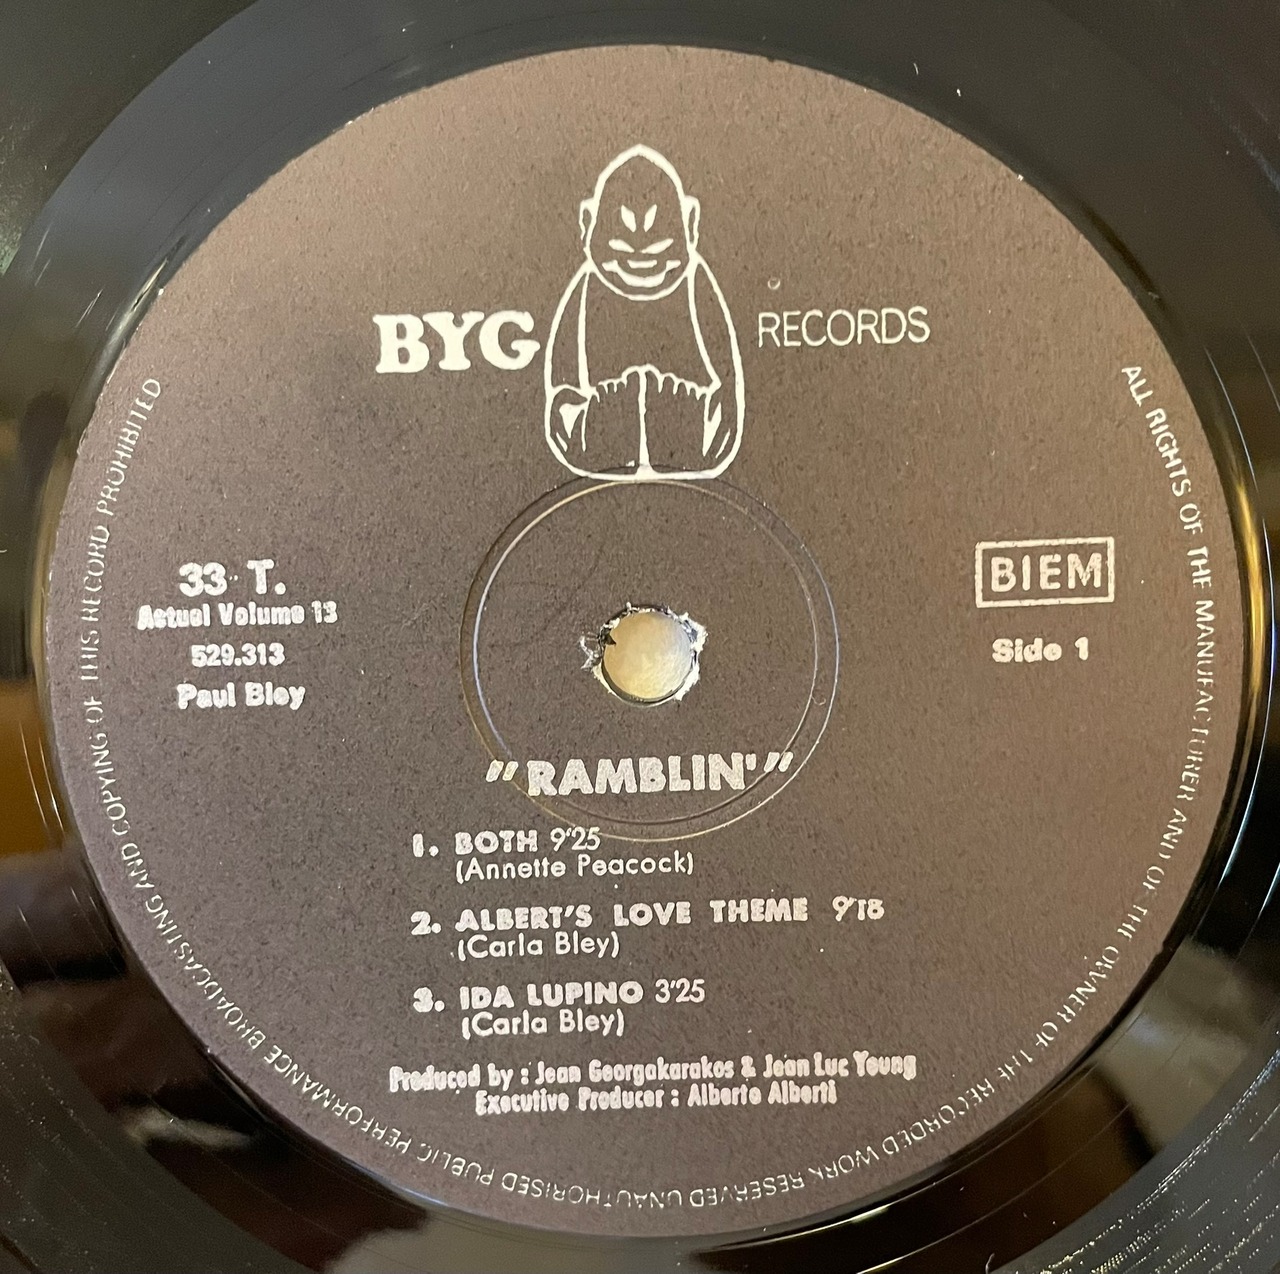 BYG RECORDS
33 T.
Actuel Volume 13
529.313
Paul Bley
BIEM
Side 1
"RAMBLIN'"
1. BOTH 9'25
(Annette Peacock)
2. ALBERT'S LOVE THEME 9'18
(Carla Bley)
3. IDA LUPINO 3'25
(Carla Bley)
Produced by : Jean Georgakarakos & Jean Luc Young
Executive Producer : Alberto Alberti
ALL RIGHTS OF THE MANUFACTURER AND OF THE OWNER OF THE RECORDED WORK RESERVED UNAUTHORISED PUBLIC PERFORMANCE BROADCASTING AND COPYING OF THIS RECORD PROHIBITED